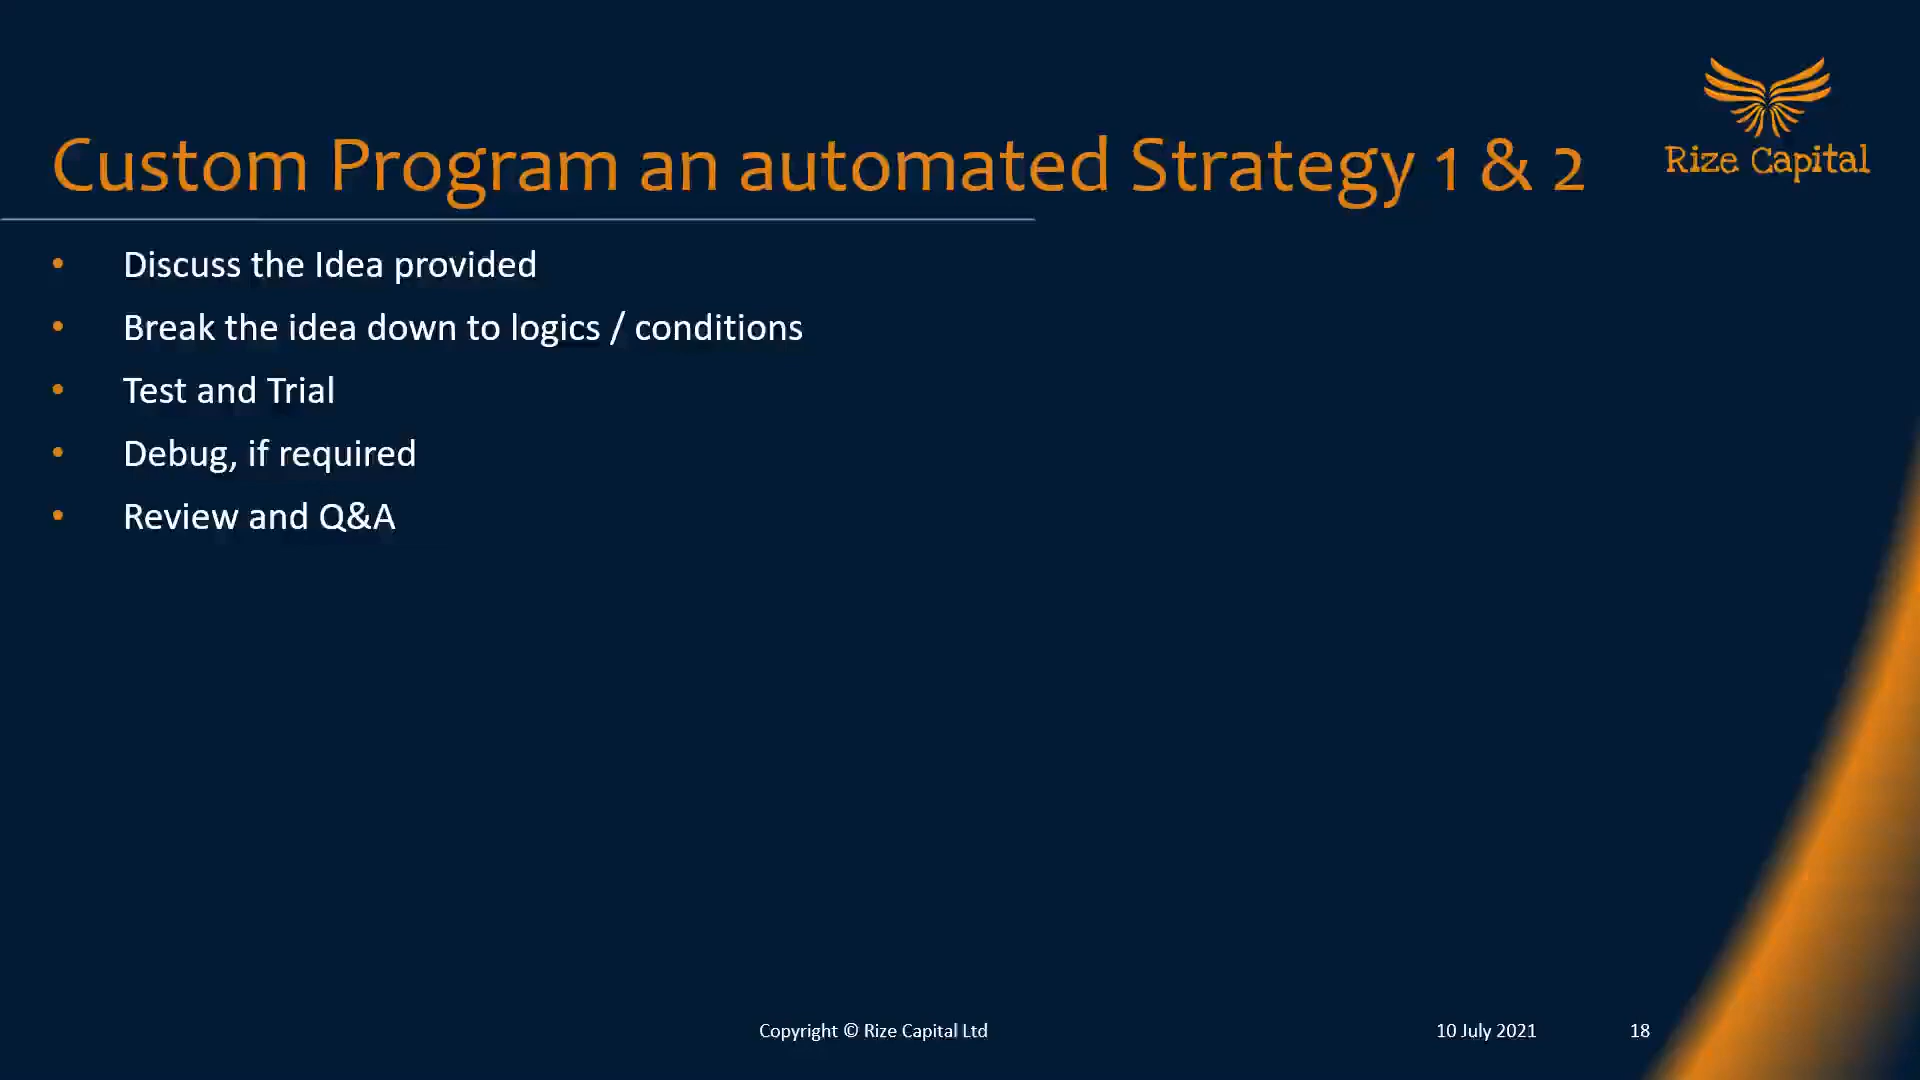 Rize Capital
Custom Program an automated Strategy 1 & 2
• Discuss the Idea provided
• Break the idea down to logics / conditions
• Test and Trial
• Debug, if required
• Review and Q&A
Copyright © Rize Capital Ltd
10 July 2021
18